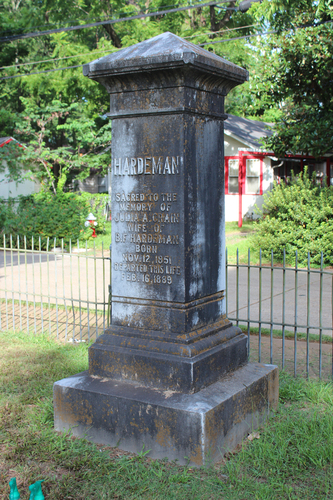 HARDEMAN
SACRED TO THE
MEMORY OF
A. CRAIN
WIFE OF
HARDEMAN
BORN
NOV. 12, 1851
DEPARTED THIS LIFE
FEB. 16, 1899